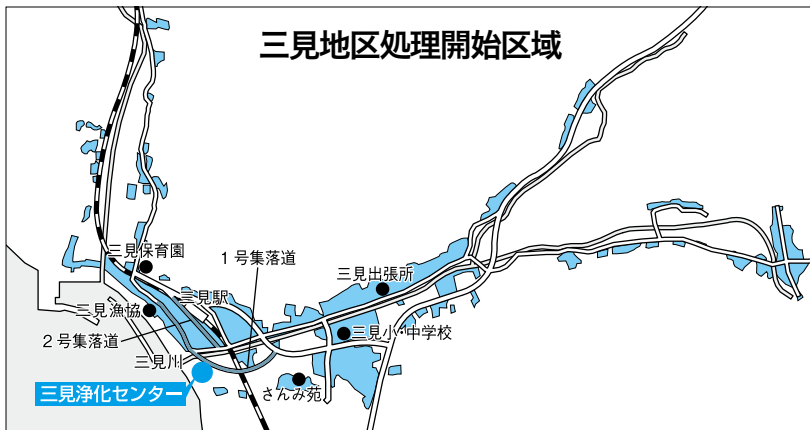 三見地区処理開始区域
三見保育園
1号集落道
三見出張所
三見駅
三見漁協
三見小・中学校
2号集落道
三見川
三見浄化センター
さんみ苑